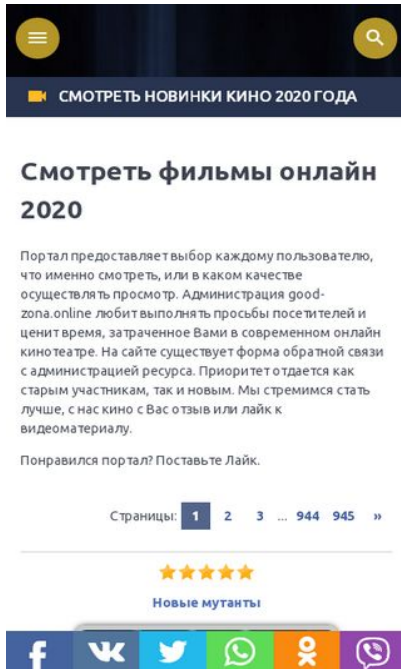 СМОТРЕТЬ НОВИНКИ КИНО 2020 ГОДА
Смотреть фильмы онлайн
2020
Портал предоставляет выбор каждому пользователю,
что именно смотреть, или в каком качестве
осуществлять просмотр. Администрация good-
zona.online любит выполнять просьбы посетителей и
ценит время, затраченное Вами в современном онлайн
кинотеатре. На сайте существует форма обратной связи
с администрацией ресурса. Приоритет отдается как
старым участникам, так и новым. Мы стремимся стать
лучше, с нас кино с Вас отзыв или лайк к
видеоматериалу.
Понравился портал? Поставьте Лайк.
Страницы: 1 2 3 ... 944 945 »
Новые мутанты